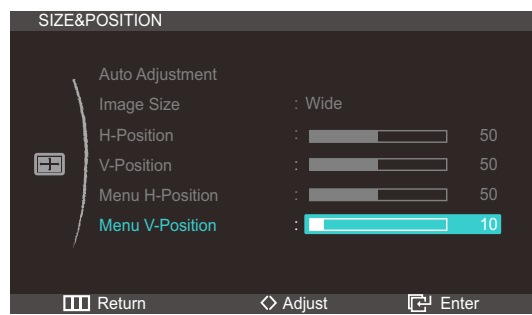 SIZE&POSITION
Auto Adjustment
Image Size : Wide
H-Position : 50
V-Position : 50
Menu H-Position : 50
Menu V-Position : 10
Return Adjust Enter